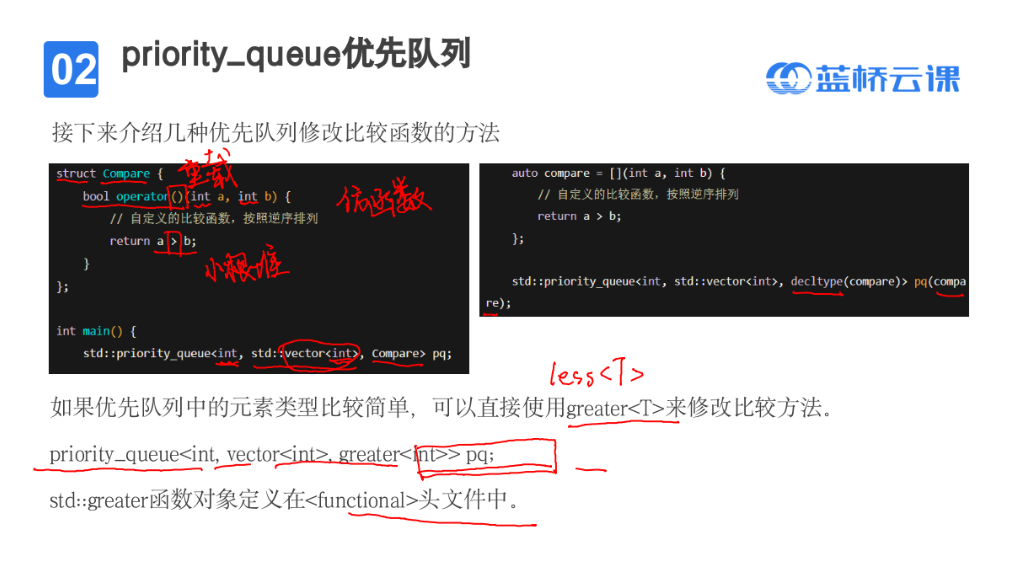 02
priority_queue优先队列
蓝桥云课
接下来介绍几种优先队列修改比较函数的方法
struct Compare {
重载
bool operator()(int a, int b) {
仿函数
// 自定义的比较函数，按照逆序排列
return a > b;
小根堆
}
};
int main() {
std::priority_queue<int, std::vector<int>, Compare> pq;
auto compare = [](int a, int b) {
// 自定义的比较函数，按照逆序排列
return a > b;
};
std::priority_queue<int, std::vector<int>, decltype(compare)> pq(compa
re);
less<T>
如果优先队列中的元素类型比较简单，可以直接使用greater<T>来修改比较方法。
priority_queue<int, vector<int>, greater<int>> pq;
std::greater函数对象定义在<functional>头文件中。